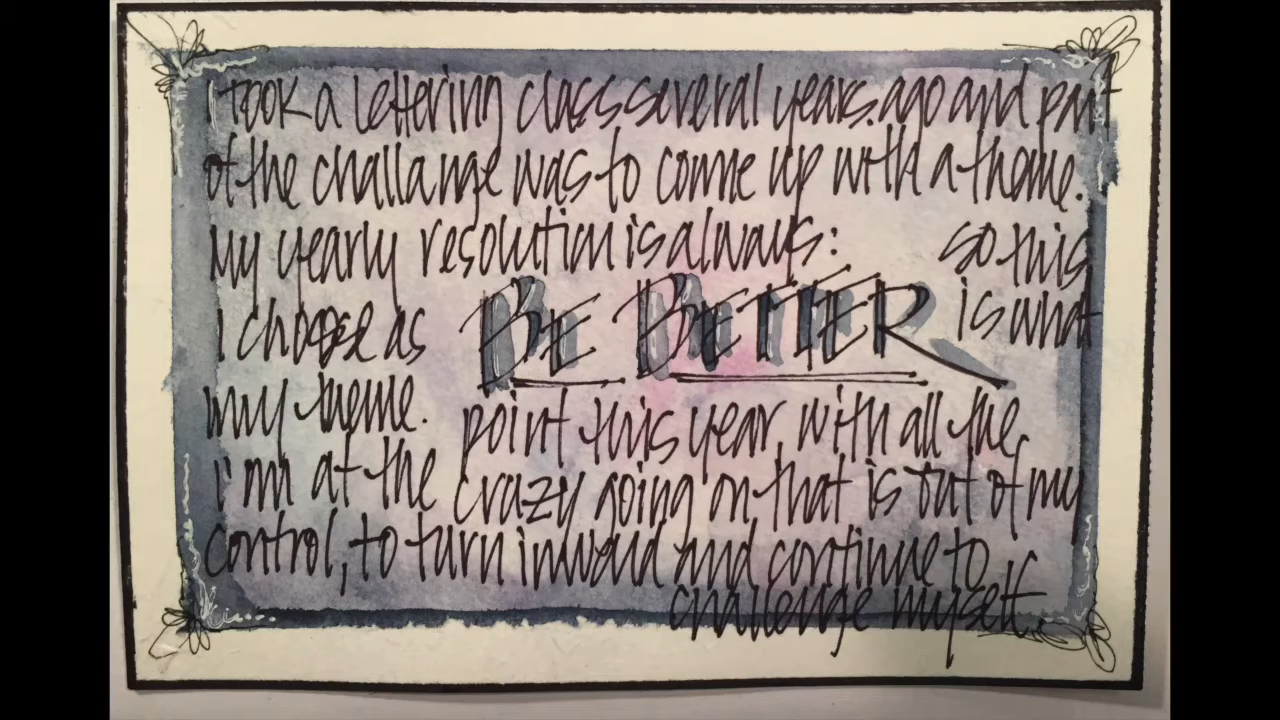 I took a lettering class several years ago and part
of the challange was to come up with a theme.
My yearly resolution is always: so this
I choose as BE BETTER is what
my theme. point this year, with all the
I'm at the crazy going on that is out of my
control, to turn inward and continue to
challenge myself.